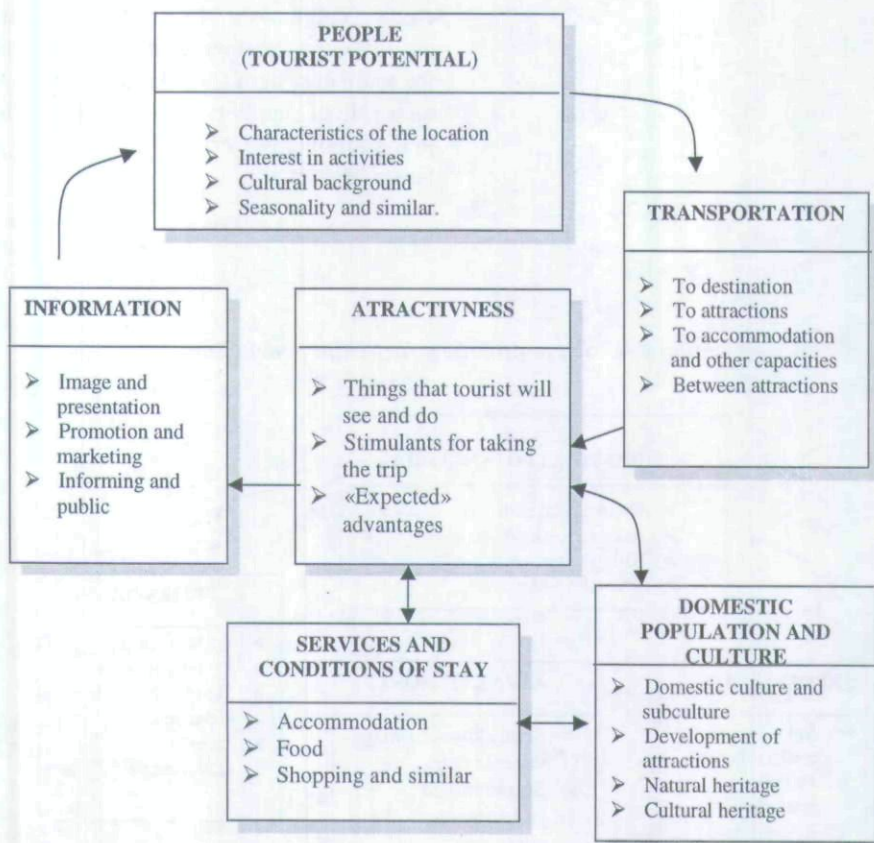 PEOPLE
(TOURIST POTENTIAL)
➢ Characteristics of the location
➢ Interest in activities
➢ Cultural background
➢ Seasonality and similar.
TRANSPORTATION
➢ To destination
➢ To attractions
➢ To accommodation
and other capacities
➢ Between attractions
INFORMATION
➢ Image and
presentation
➢ Promotion and
marketing
➢ Informing and
public
ATRACTIVNESS
➢ Things that tourist will
see and do
➢ Stimulants for taking
the trip
➢ «Expected»
advantages
SERVICES AND
CONDITIONS OF STAY
➢ Accommodation
➢ Food
➢ Shopping and similar
DOMESTIC
POPULATION AND
CULTURE
➢ Domestic culture and
subculture
➢ Development of
attractions
➢ Natural heritage
➢ Cultural heritage